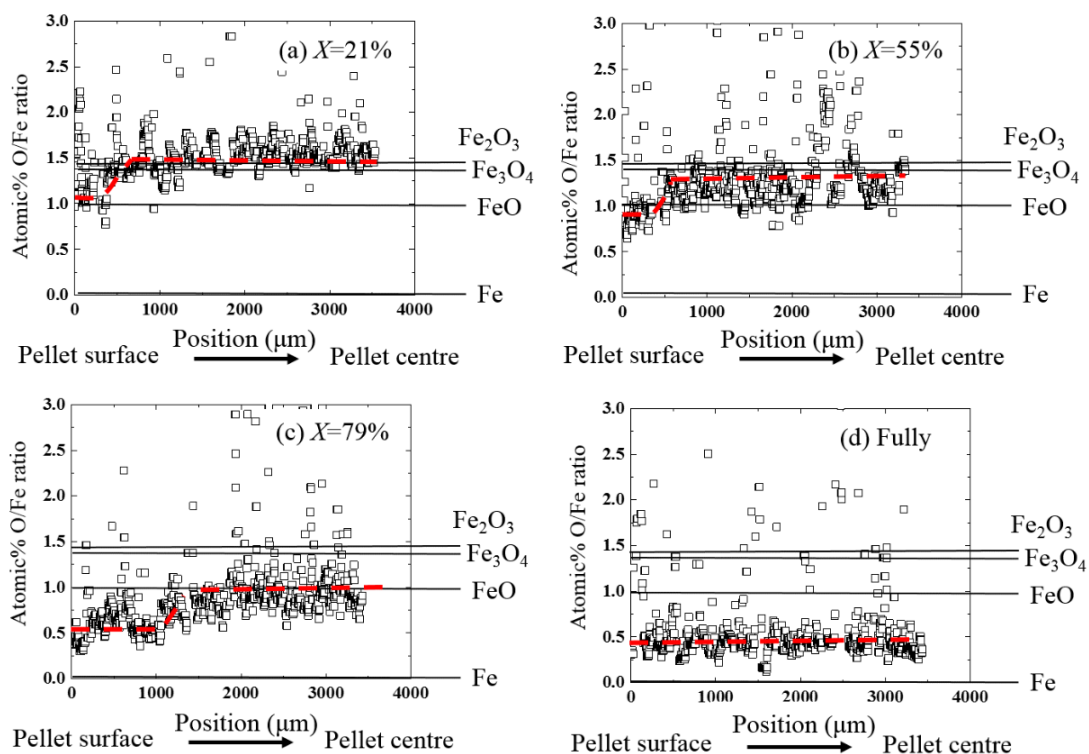 (a) X=21%
Atomic% O/Fe ratio
3.0
2.5
2.0
1.5
1.0
0.5
0.0
Fe₂O₃
Fe₃O₄
FeO
Fe
0 1000 2000 3000 4000
Position (μm)
Pellet surface Pellet centre
(b) X=55%
Atomic% O/Fe ratio
3.0
2.5
2.0
1.5
1.0
0.5
0.0
Fe₂O₃
Fe₃O₄
FeO
Fe
0 1000 2000 3000 4000
Position (μm)
Pellet surface Pellet centre
(c) X=79%
Atomic% O/Fe ratio
3.0
2.5
2.0
1.5
1.0
0.5
0.0
Fe₂O₃
Fe₃O₄
FeO
Fe
0 1000 2000 3000 4000
Position (μm)
Pellet surface Pellet centre
(d) Fully
Atomic% O/Fe ratio
3.0
2.5
2.0
1.5
1.0
0.5
0.0
Fe₂O₃
Fe₃O₄
FeO
Fe
0 1000 2000 3000 4000
Position (μm)
Pellet surface Pellet centre